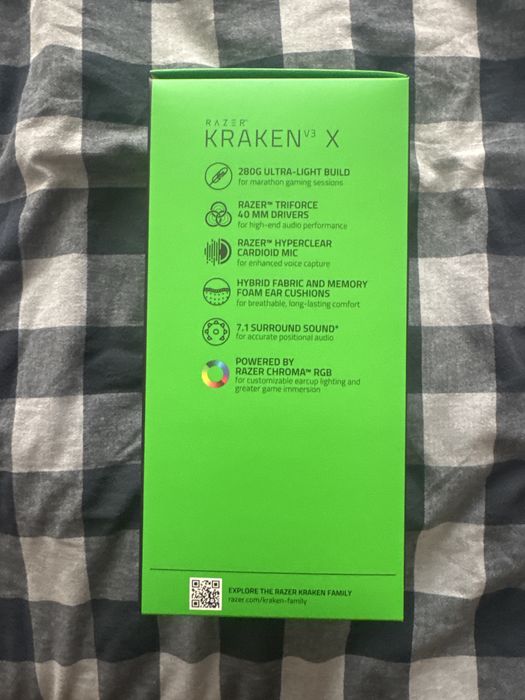 RAZER™
KRAKEN V3 X
280G ULTRA-LIGHT BUILD
for marathon gaming sessions
RAZER™ TRIFORCE
40 MM DRIVERS
for high-end audio performance
RAZER™ HYPERCLEAR
CARDIOID MIC
for enhanced voice capture
HYBRID FABRIC AND MEMORY
FOAM EAR CUSHIONS
for breathable, long-lasting comfort
7.1 SURROUND SOUND*
for accurate positional audio
POWERED BY
RAZER CHROMA™ RGB
for customizable earcup lighting and
greater game immersion
EXPLORE THE RAZER KRAKEN FAMILY
razer.com/kraken-family